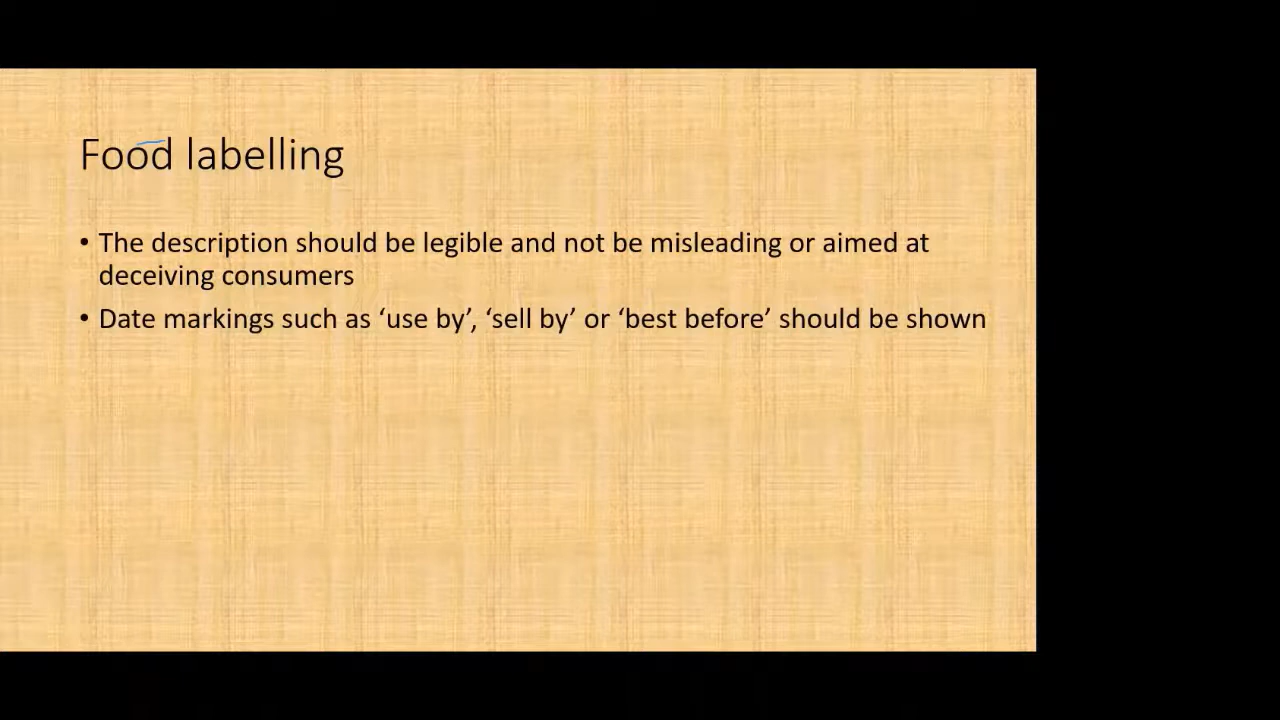 Food labelling
• The description should be legible and not be misleading or aimed at
deceiving consumers
• Date markings such as ‘use by’, ‘sell by’ or ‘best before’ should be shown